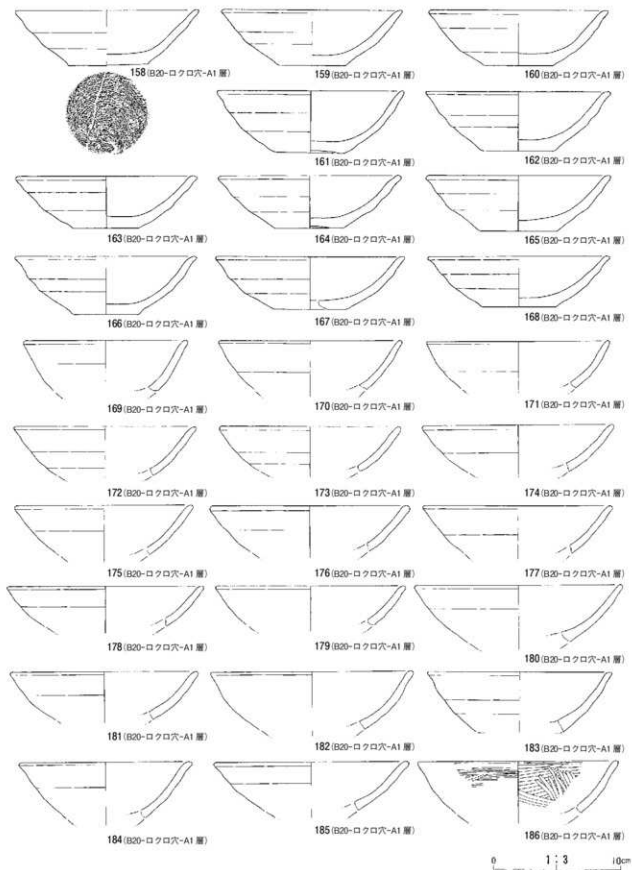 158(B20-ロクロ穴-A1層)
159(B20-ロクロ穴-A1層)
160(B20-ロクロ穴-A1層)
161(B20-ロクロ穴-A1層)
162(B20-ロクロ穴-A1層)
163(B20-ロクロ穴-A1層)
164(B20-ロクロ穴-A1層)
165(B20-ロクロ穴-A1層)
166(B20-ロクロ穴-A1層)
167(B20-ロクロ穴-A1層)
168(B20-ロクロ穴-A1層)
169(B20-ロクロ穴-A1層)
170(B20-ロクロ穴-A1層)
171(B20-ロクロ穴-A1層)
172(B20-ロクロ穴-A1層)
173(B20-ロクロ穴-A1層)
174(B20-ロクロ穴-A1層)
175(B20-ロクロ穴-A1層)
176(B20-ロクロ穴-A1層)
177(B20-ロクロ穴-A1層)
178(B20-ロクロ穴-A1層)
179(B20-ロクロ穴-A1層)
180(B20-ロクロ穴-A1層)
181(B20-ロクロ穴-A1層)
182(B20-ロクロ穴-A1層)
183(B20-ロクロ穴-A1層)
184(B20-ロクロ穴-A1層)
185(B20-ロクロ穴-A1層)
186(B20-ロクロ穴-A1層)
0 1:3 10cm